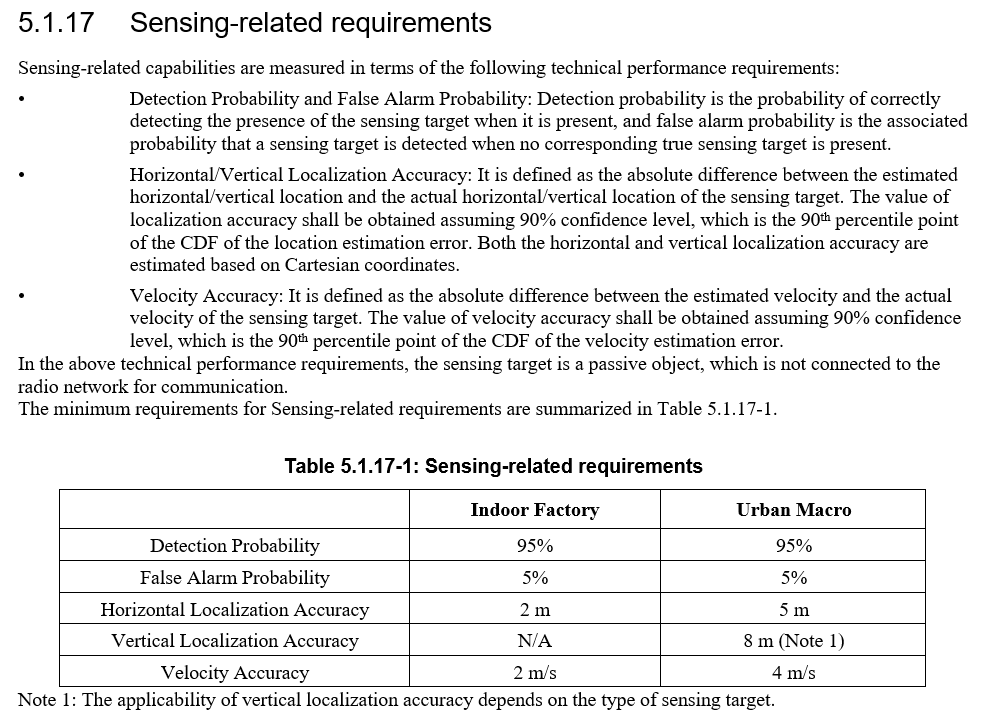 5.1.17 Sensing-related requirements
Sensing-related capabilities are measured in terms of the following technical performance requirements:
• Detection Probability and False Alarm Probability: Detection probability is the probability of correctly
detecting the presence of the sensing target when it is present, and false alarm probability is the associated
probability that a sensing target is detected when no corresponding true sensing target is present.
• Horizontal/Vertical Localization Accuracy: It is defined as the absolute difference between the estimated
horizontal/vertical location and the actual horizontal/vertical location of the sensing target. The value of
localization accuracy shall be obtained assuming 90% confidence level, which is the 90th percentile point
of the CDF of the location estimation error. Both the horizontal and vertical localization accuracy are
estimated based on Cartesian coordinates.
• Velocity Accuracy: It is defined as the absolute difference between the estimated velocity and the actual
velocity of the sensing target. The value of velocity accuracy shall be obtained assuming 90% confidence
level, which is the 90th percentile point of the CDF of the velocity estimation error.
In the above technical performance requirements, the sensing target is a passive object, which is not connected to the
radio network for communication.
The minimum requirements for Sensing-related requirements are summarized in Table 5.1.17-1.
Table 5.1.17-1: Sensing-related requirements
Indoor Factory Urban Macro
Detection Probability 95% 95%
False Alarm Probability 5% 5%
Horizontal Localization Accuracy 2 m 5 m
Vertical Localization Accuracy N/A 8 m (Note 1)
Velocity Accuracy 2 m/s 4 m/s
Note 1: The applicability of vertical localization accuracy depends on the type of sensing target.